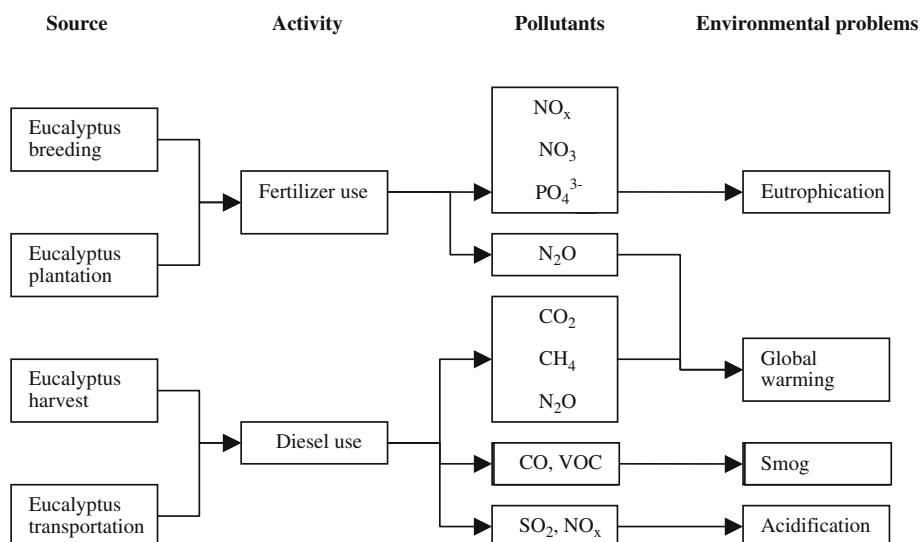 Source Activity Pollutants Environmental problems
Eucalyptus
breeding
Eucalyptus
plantation
Eucalyptus
harvest
Eucalyptus
transportation
Fertilizer use
Diesel use
NOₓ
NO₃
PO₄³⁻
N₂O
CO₂
CH₄
N₂O
CO, VOC
SO₂, NOₓ
Eutrophication
Global
warming
Smog
Acidification